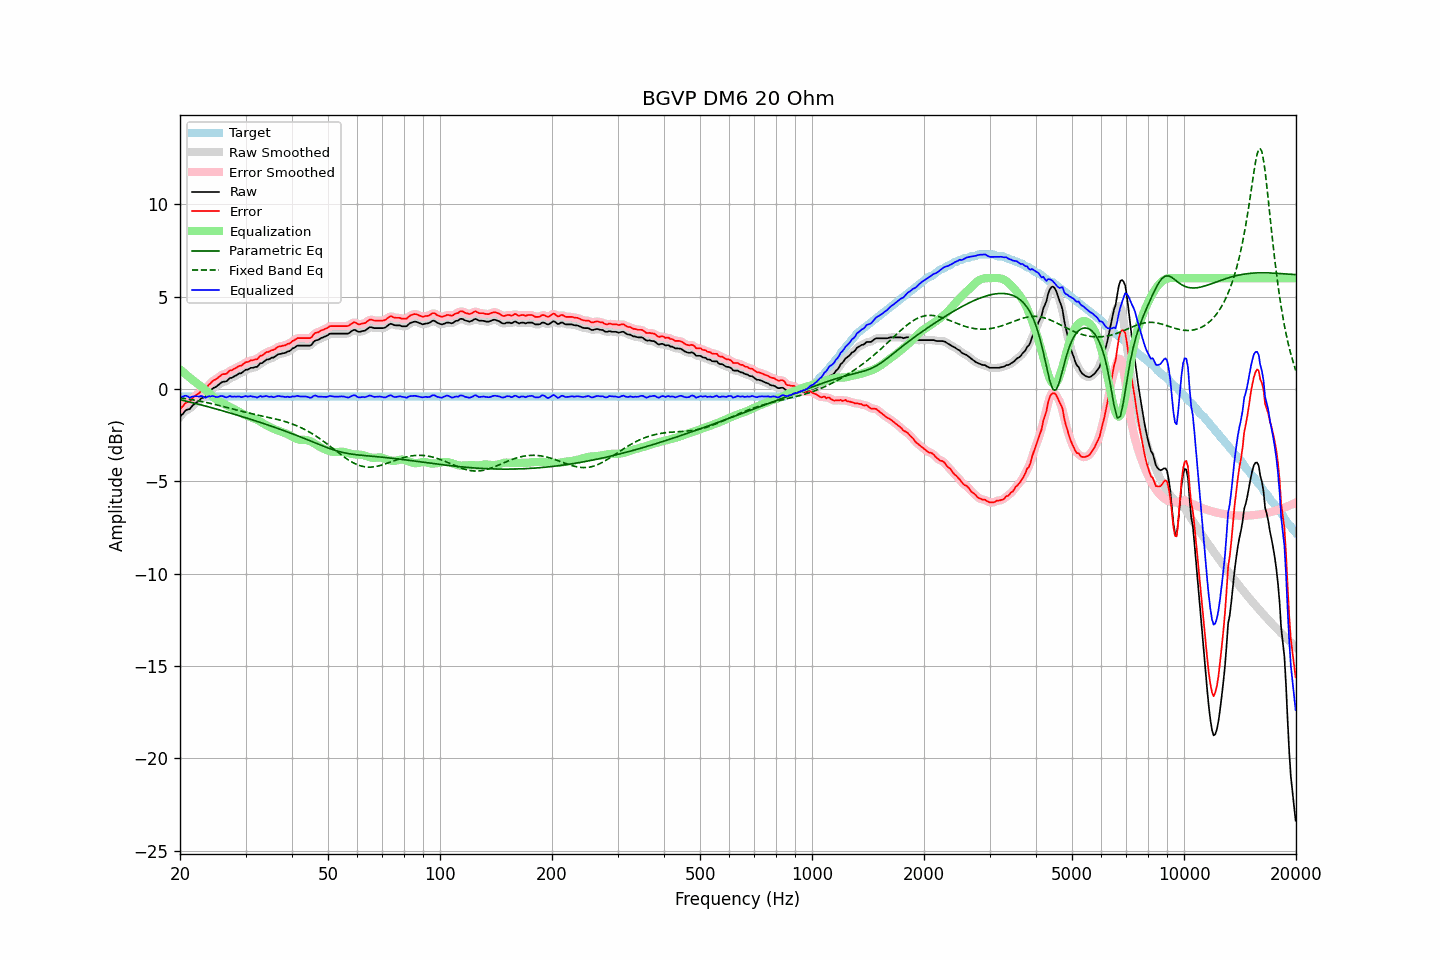 BGVP DM6 20 Ohm
Target
Raw Smoothed
Error Smoothed
Raw
Error
Equalization
Parametric Eq
Fixed Band Eq
Equalized
Amplitude (dBr)
10
5
0
−5
−10
−15
−20
−25
20 50 100 200 500 1000 2000 5000 10000 20000
Frequency (Hz)